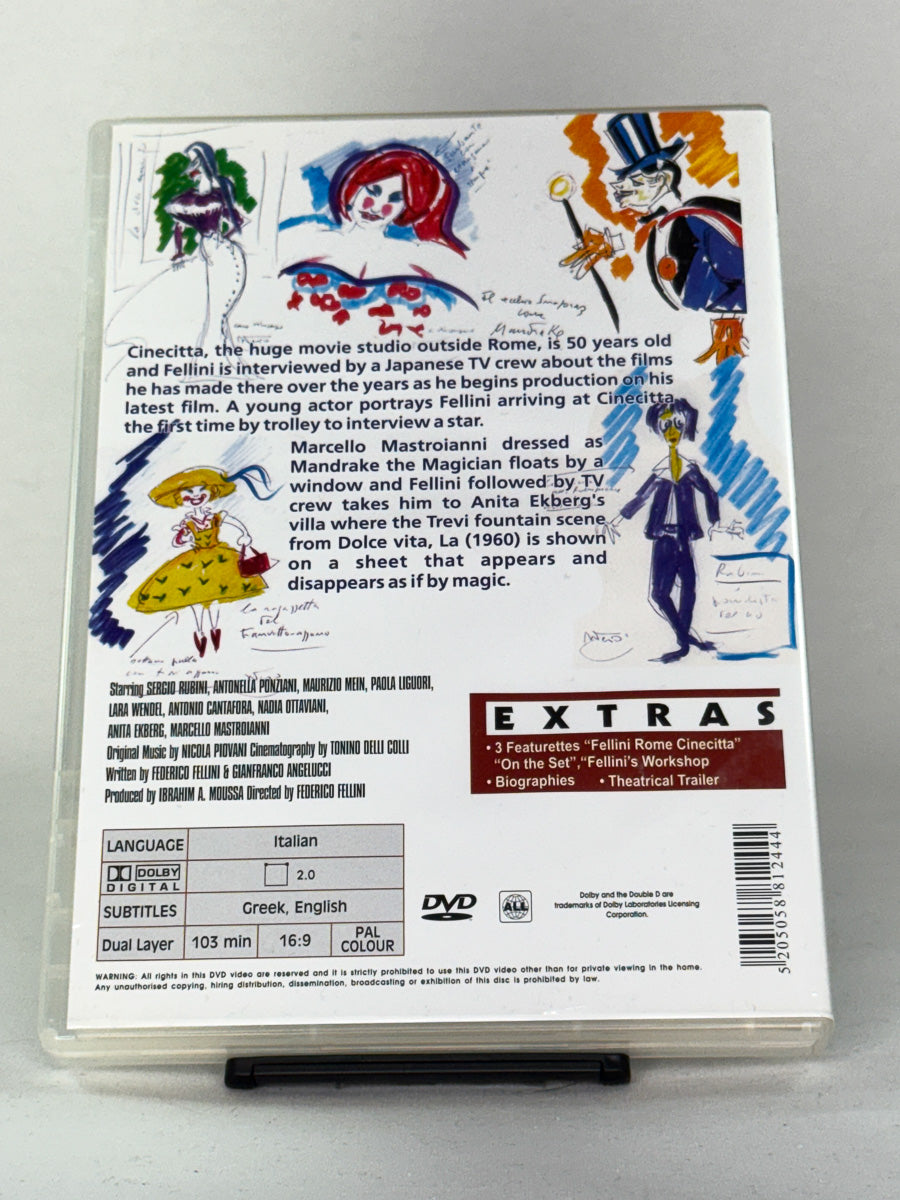 Mandrake
Cinecitta, the huge movie studio outside Rome, is 50 years old
and Fellini is interviewed by a Japanese TV crew about the films
he has made there over the years as he begins production on his
latest film. A young actor portrays Fellini arriving at Cinecitta
the first time by trolley to interview a star.
Marcello Mastroianni dressed as
Mandrake the Magician floats by a
window and Fellini followed by TV
crew takes him to Anita Ekberg's
villa where the Trevi fountain scene
from Dolce vita, La (1960) is shown
on a sheet that appears and
disappears as if by magic.
la ragazzetta
del
Starring SERGIO RUBINI, ANTONELLA PONZIANI, MAURIZIO MEIN, PAOLA LIGUORI,
LARA WENDEL, ANTONIO CANTAFORA, NADIA OTTAVIANI,
ANITA EKBERG, MARCELLO MASTROIANNI
Original Music by NICOLA PIOVANI Cinematography by TONINO DELLI COLLI
Written by FEDERICO FELLINI & GIANFRANCO ANGELUCCI
Produced by IBRAHIM A. MOUSSA Directed by FEDERICO FELLINI
EXTRAS
• 3 Featurettes “Fellini Rome Cinecitta”
“On the Set”,“Fellini's Workshop
• Biographies • Theatrical Trailer
LANGUAGE Italian
DOLBY
DIGITAL 2.0
SUBTITLES Greek, English
Dual Layer 103 min 16:9 PAL
COLOUR
DVD
ALL
Dolby and the Double D are
trademarks of Dolby Laboratories Licensing
Corporation.
5 205058 812444
WARNING: All rights in this DVD video are reserved and it is strictly prohibited to use this DVD video other than for private viewing in the home.
Any unauthorised copying, hiring distribution, dissemination, broadcasting or exhibition of this disc is prohibited by law.